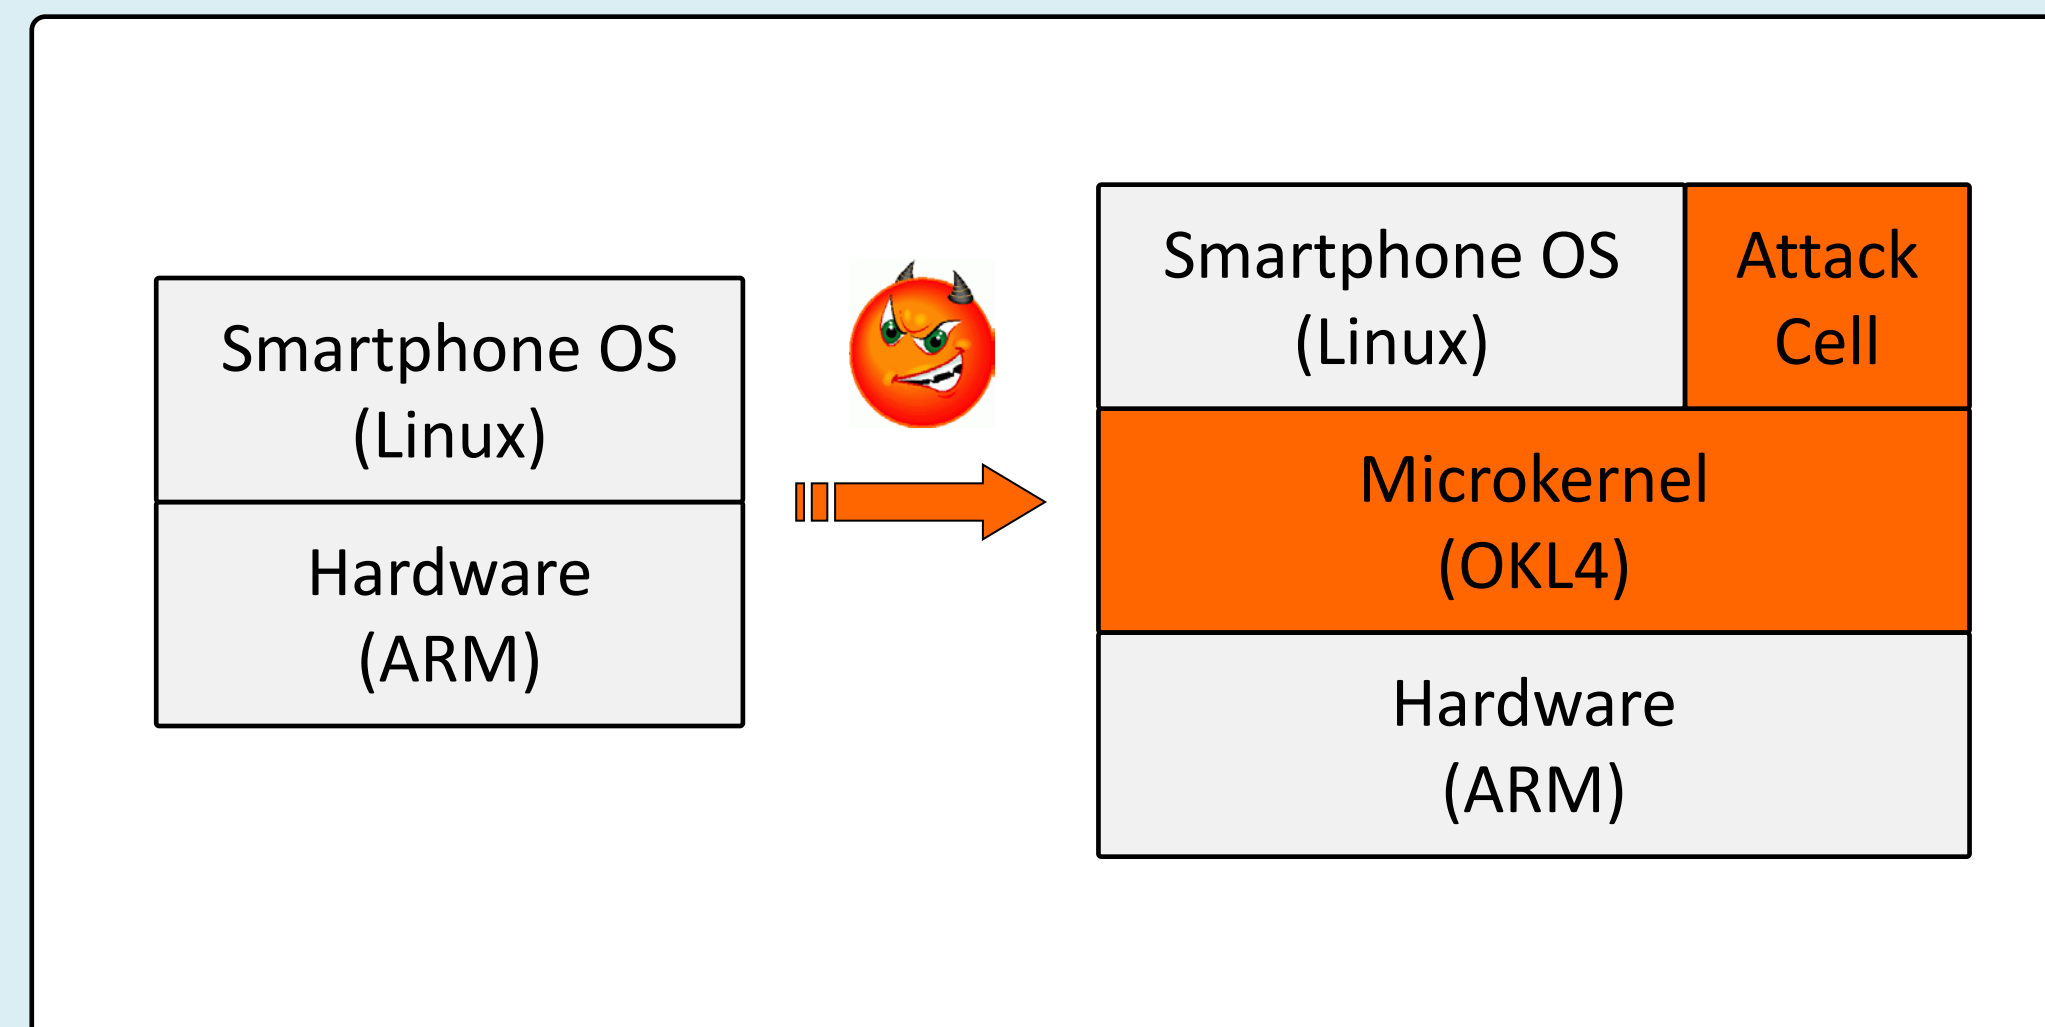 Smartphone OS
(Linux)
Hardware
(ARM)
Smartphone OS
(Linux)
Attack
Cell
Microkernel
(OKL4)
Hardware
(ARM)